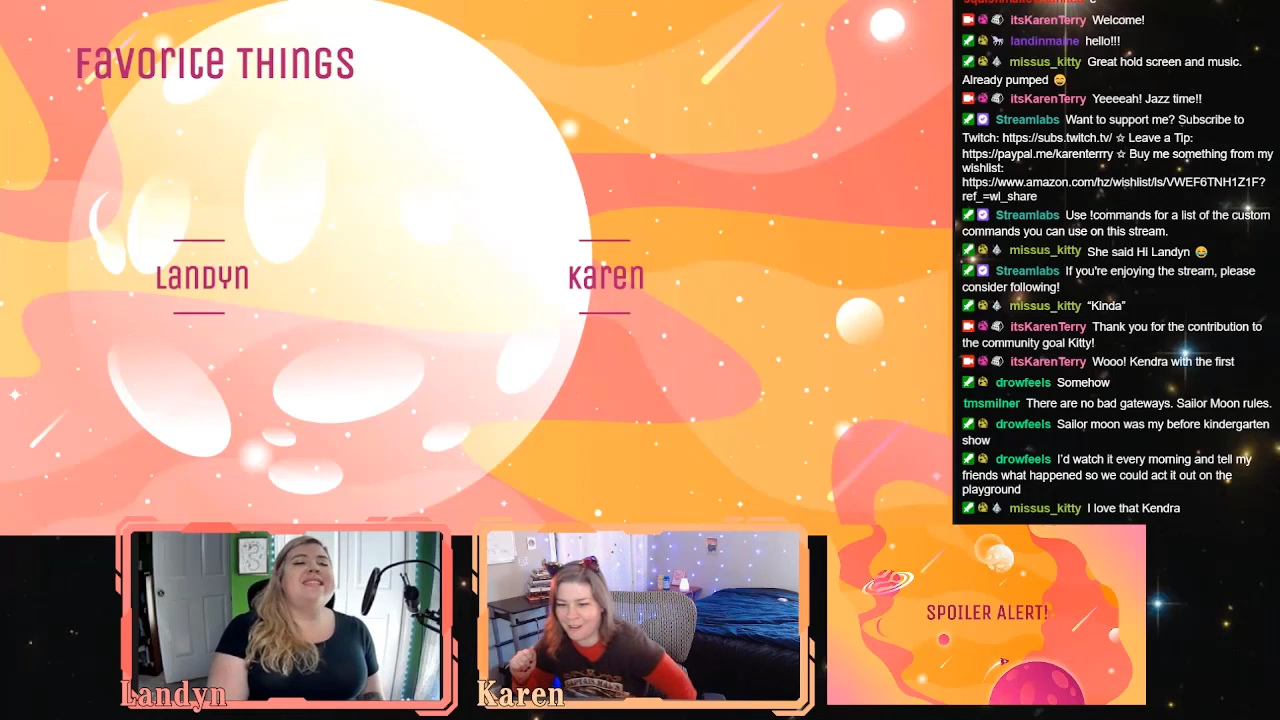 Favorite Things
Landyn
Karen
itsKarenTerry Welcome!
landinmaine hello!!!
missus_kitty Great hold screen and music.
Already pumped 😄
itsKarenTerry Yeeeeah! Jazz time!!
Streamlabs Want to support me? Subscribe to
Twitch: https://subs.twitch.tv/ ☆ Leave a Tip:
https://paypal.me/karenterrry ☆ Buy me something from my
wishlist:
https://www.amazon.com/hz/wishlist/ls/VWEF6TNH1Z1F?
ref_=wl_share
Streamlabs Use !commands for a list of the custom
commands you can use on this stream.
missus_kitty She said HI Landyn 😂
Streamlabs If you're enjoying the stream, please
consider following!
missus_kitty “Kinda”
itsKarenTerry Thank you for the contribution to
the community goal Kitty!
itsKarenTerry Wooo! Kendra with the first
drowfeels Somehow
tmsmilner There are no bad gateways. Sailor Moon rules.
drowfeels Sailor moon was my before kindergarten
show
drowfeels I'd watch it every morning and tell my
friends what happened so we could act it out on the
playground
missus_kitty I love that Kendra
Landyn
Karen
SPOILER ALERT!